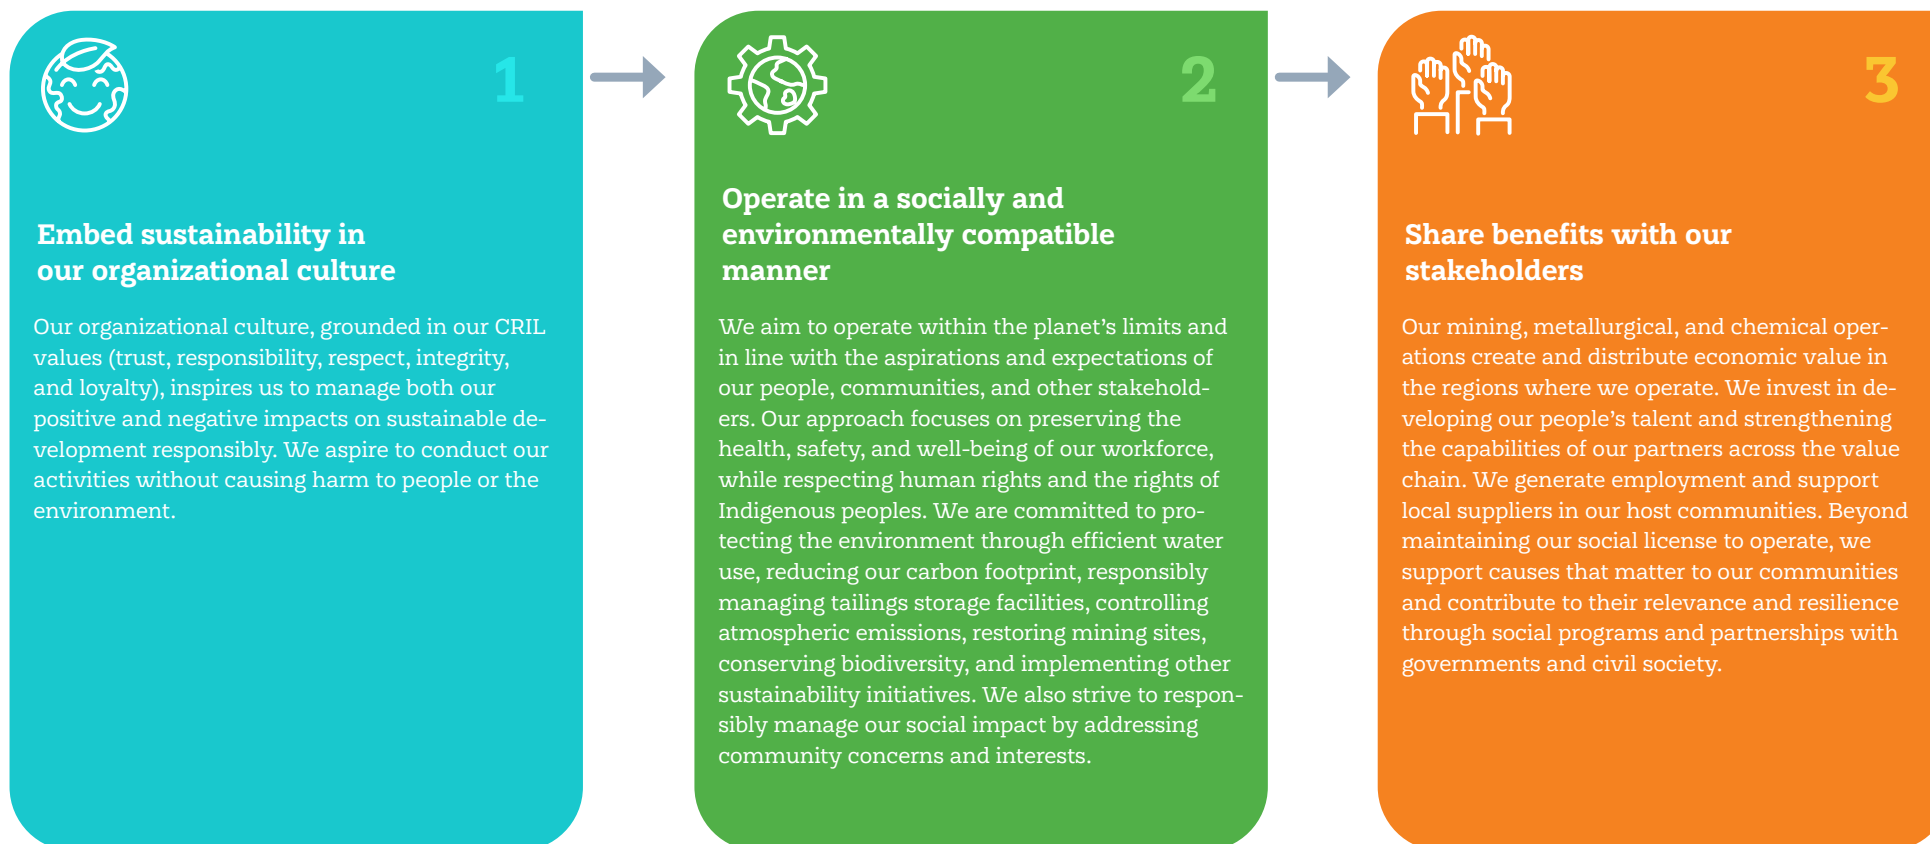 1
Embed sustainability in
our organizational culture
Our organizational culture, grounded in our CRIL
values (trust, responsibility, respect, integrity,
and loyalty), inspires us to manage both our
positive and negative impacts on sustainable de-
velopment responsibly. We aspire to conduct our
activities without causing harm to people or the
environment.
2
Operate in a socially and
environmentally compatible
manner
We aim to operate within the planet’s limits and
in line with the aspirations and expectations of
our people, communities, and other stakehold-
ers. Our approach focuses on preserving the
health, safety, and well-being of our workforce,
while respecting human rights and the rights of
Indigenous peoples. We are committed to pro-
tecting the environment through efficient water
use, reducing our carbon footprint, responsibly
managing tailings storage facilities, controlling
atmospheric emissions, restoring mining sites,
conserving biodiversity, and implementing other
sustainability initiatives. We also strive to respon-
sibly manage our social impact by addressing
community concerns and interests.
3
Share benefits with our
stakeholders
Our mining, metallurgical, and chemical oper-
ations create and distribute economic value in
the regions where we operate. We invest in de-
veloping our people’s talent and strengthening
the capabilities of our partners across the value
chain. We generate employment and support
local suppliers in our host communities. Beyond
maintaining our social license to operate, we
support causes that matter to our communities
and contribute to their relevance and resilience
through social programs and partnerships with
governments and civil society.